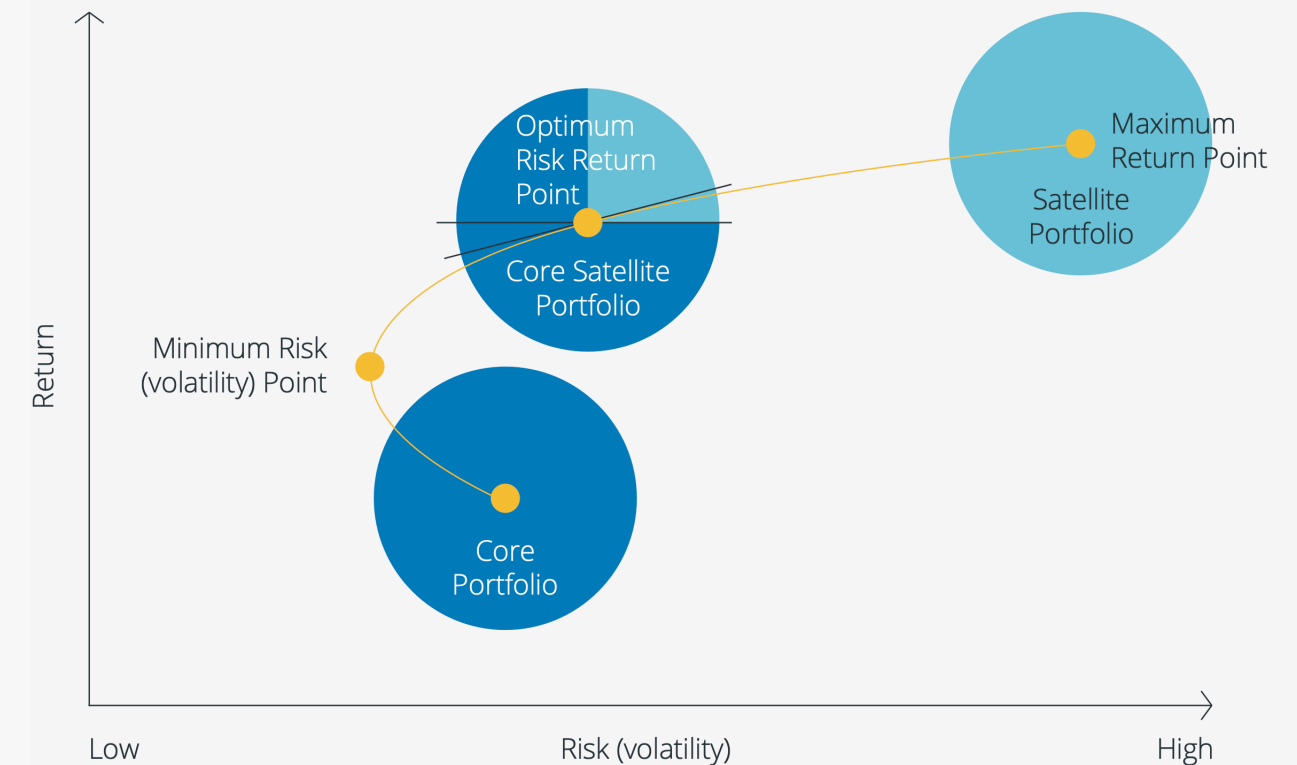 Optimum
Risk Return
Point
Core Satellite
Portfolio
Maximum
Return Point
Satellite
Portfolio
Minimum Risk
(volatility) Point
Return
Core
Portfolio
Low
Risk (volatility)
High